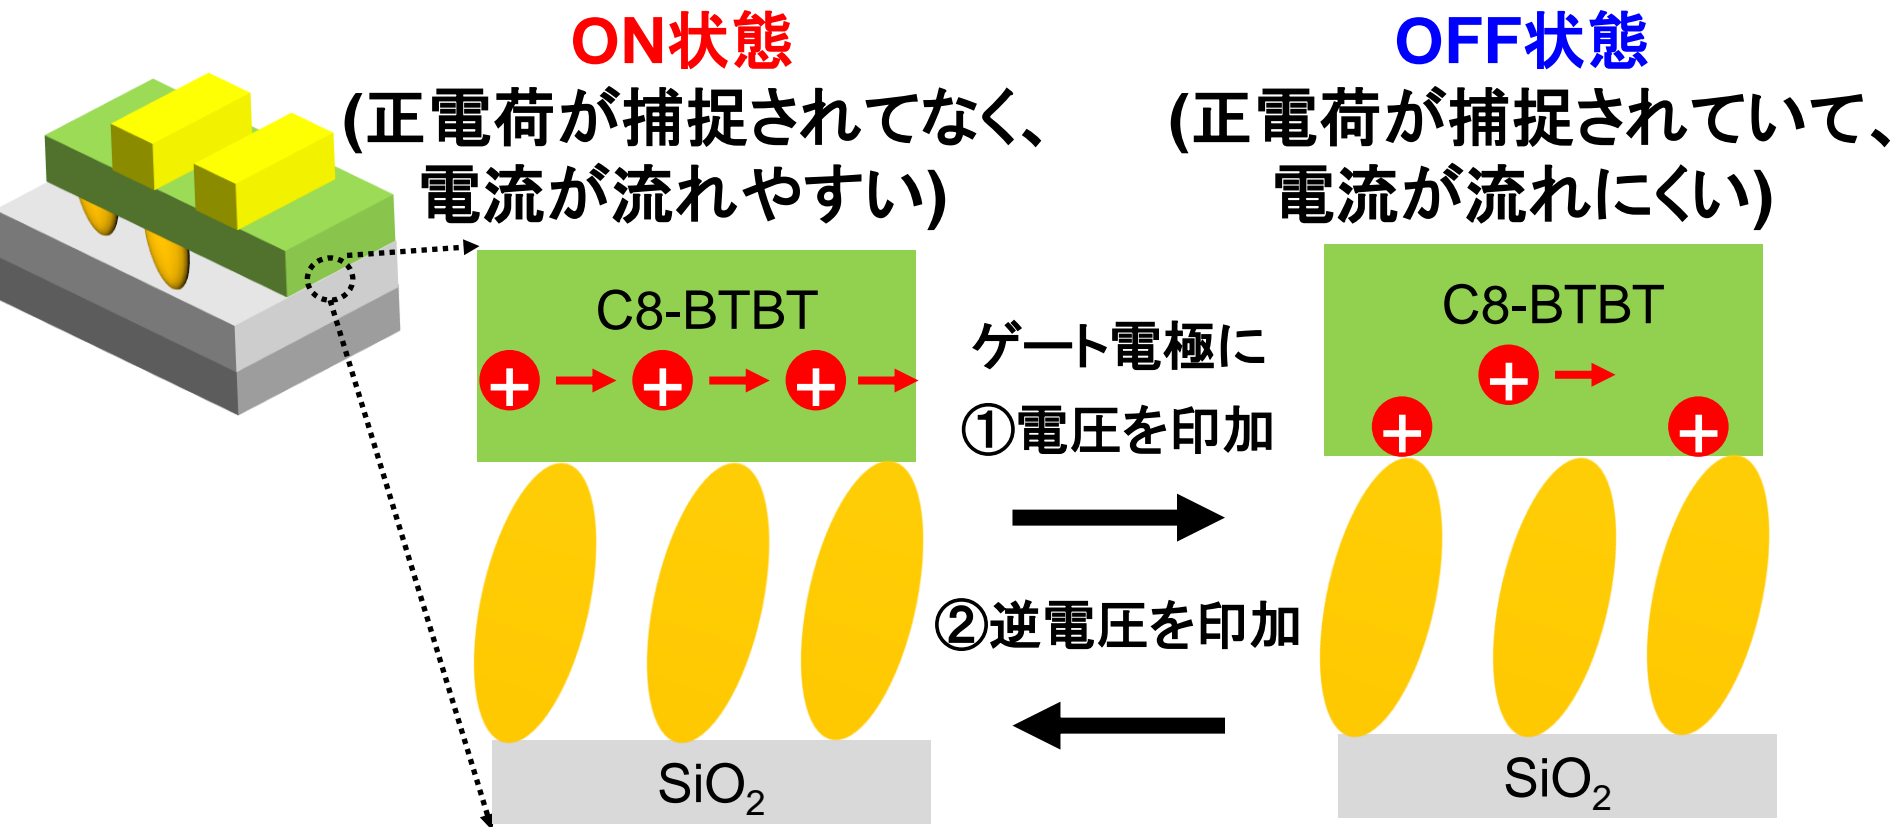 ON状態
(正電荷が捕捉されてなく、
電流が流れやすい)
OFF状態
(正電荷が捕捉されていて、
電流が流れにくい)
C8-BTBT
+ + +
SiO2
ゲート電極に
①電圧を印加
②逆電圧を印加
C8-BTBT
+
+ +
SiO2